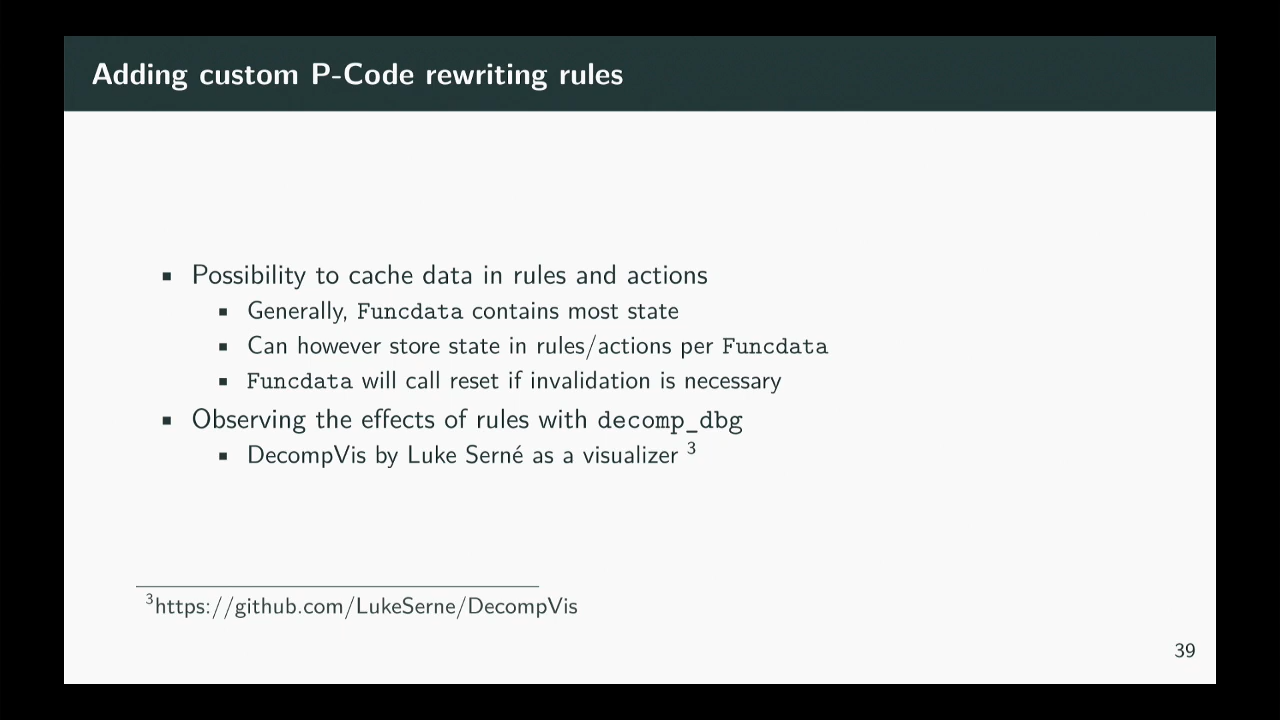 Adding custom P-Code rewriting rules
▪ Possibility to cache data in rules and actions
▪ Generally, Funcdata contains most state
▪ Can however store state in rules/actions per Funcdata
▪ Funcdata will call reset if invalidation is necessary
▪ Observing the effects of rules with decomp_dbg
▪ DecompVis by Luke Serné as a visualizer ³
³https://github.com/LukeSerne/DecompVis
39